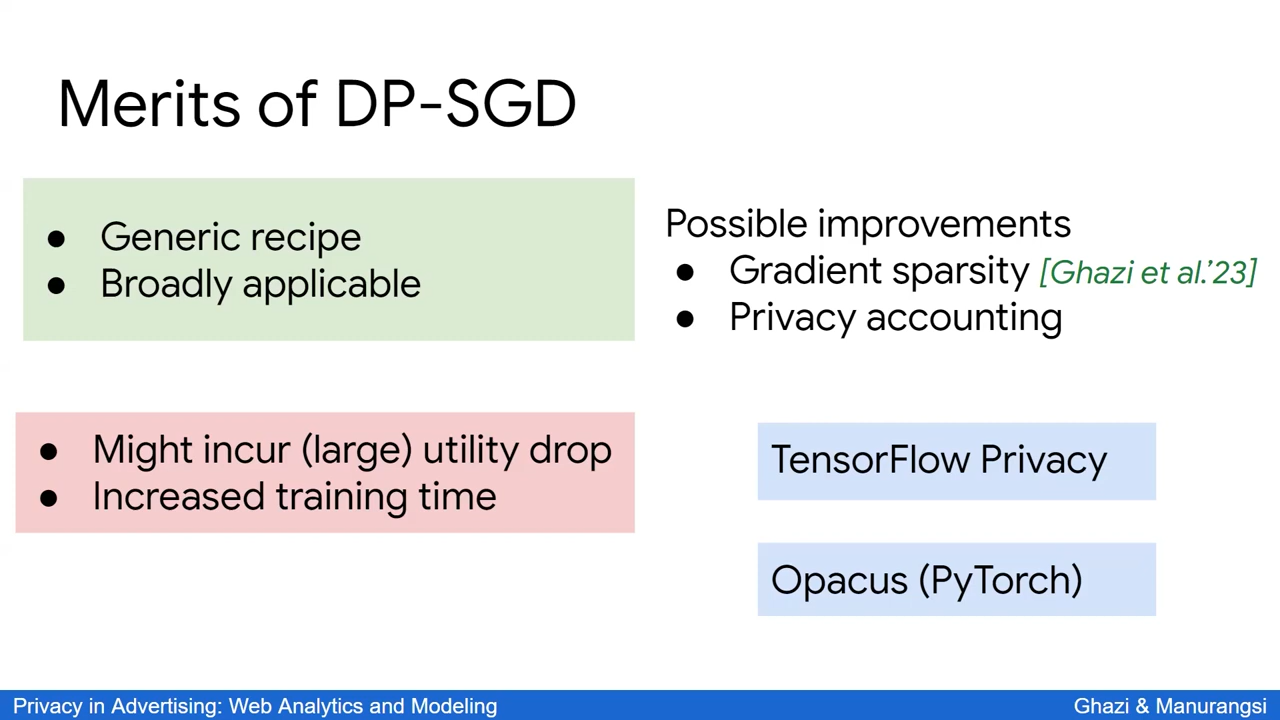 Merits of DP-SGD
● Generic recipe
● Broadly applicable
● Might incur (large) utility drop
● Increased training time
Possible improvements
● Gradient sparsity [Ghazi et al.’23]
● Privacy accounting
TensorFlow Privacy
Opacus (PyTorch)
Privacy in Advertising: Web Analytics and Modeling
Ghazi & Manurangsi